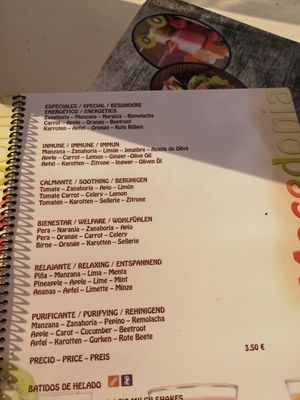 ESPECIALES / SPECIAL / BESONDERE
ENERGÉTICO / ENERGETICS
Zanahoria – Manzana – Naranja – Remolacha
Carrot – Apple – Orange – Beetroot
Karotten – Apfel – Orange – Rote Rüben
INMUNE / IMMUNE / IMMUN
Manzana – Zanahoria – Limón – Jenjibre – Aceite de Oliva
Apple – Carrot – Lemon – Ginger – Olive Oil
Apfel – Karotten – Zitrone – Ingwer – Oliven Öl
CALMANTE / SOOTHING / BERUHIGEN
Tomate – Zanahoria – Apio – Limón
Tomate Carrot – Celery – Lemon
Tomaten – Karotten – Sellerie – Zitrone
BIENESTAR / WELFARE / WOHLFÜHLEN
Pera – Naranja – Zanahoria – Apio
Pera – Orange – Carrot – Celery
Birne – Orange – Karotten – Sellerie
RELAJANTE / RELAXING / ENTSPANNEND
Piña – Manzana – Lima – Menta
Pineapple – Apple – Lime – Mint
Ananas – Apfel – Limette – Minze
PURIFICANTE / PURIFYING / REHINIGEND
Manzana – Zanahoria – Pepino – Remolacha
Apple – Carrot – Cucumber – Beetroot
Apfel – Karotten – Gurken – Rote Beete
PRECIO – PRICE – PREIS 3.50 €
BATIDOS DE HELADO
MILCH SHAKES